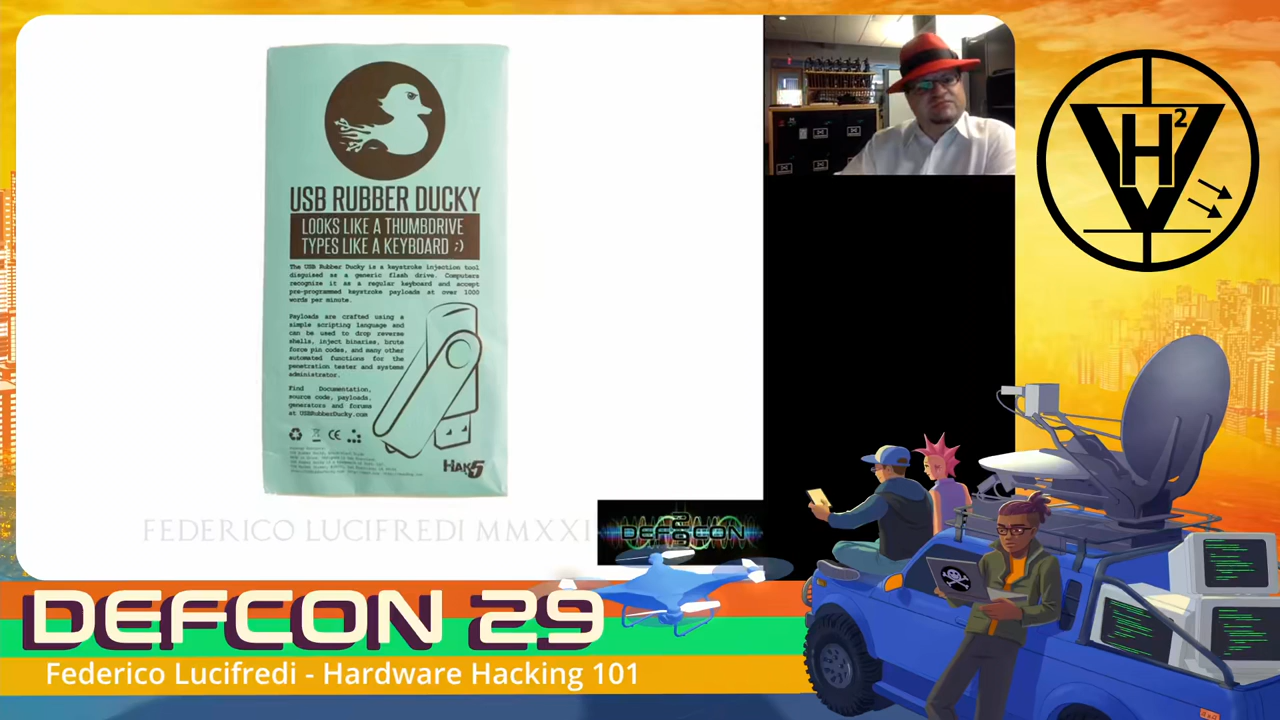 USB RUBBER DUCKY
LOOKS LIKE A THUMBDRIVE
TYPES LIKE A KEYBOARD ;)
The USB Rubber Ducky is a keystroke injection tool
disguised as a generic flash drive. Computers
recognize it as a regular keyboard and accept
pre-programmed keystroke payloads at over 1000
words per minute.
Payloads are crafted using a
simple scripting language and
can be used to drop reverse
shells, inject binaries, brute
force pin codes, and many other
automated functions for the
penetration tester and systems
administrator.
Find Documentation,
source code, payloads,
generators and forums
at USBRubberDucky.com
CE
HAK5
FEDERICO LUCIFREDI MMXXI
DEF CON
H²
DEFCON 29
Federico Lucifredi - Hardware Hacking 101